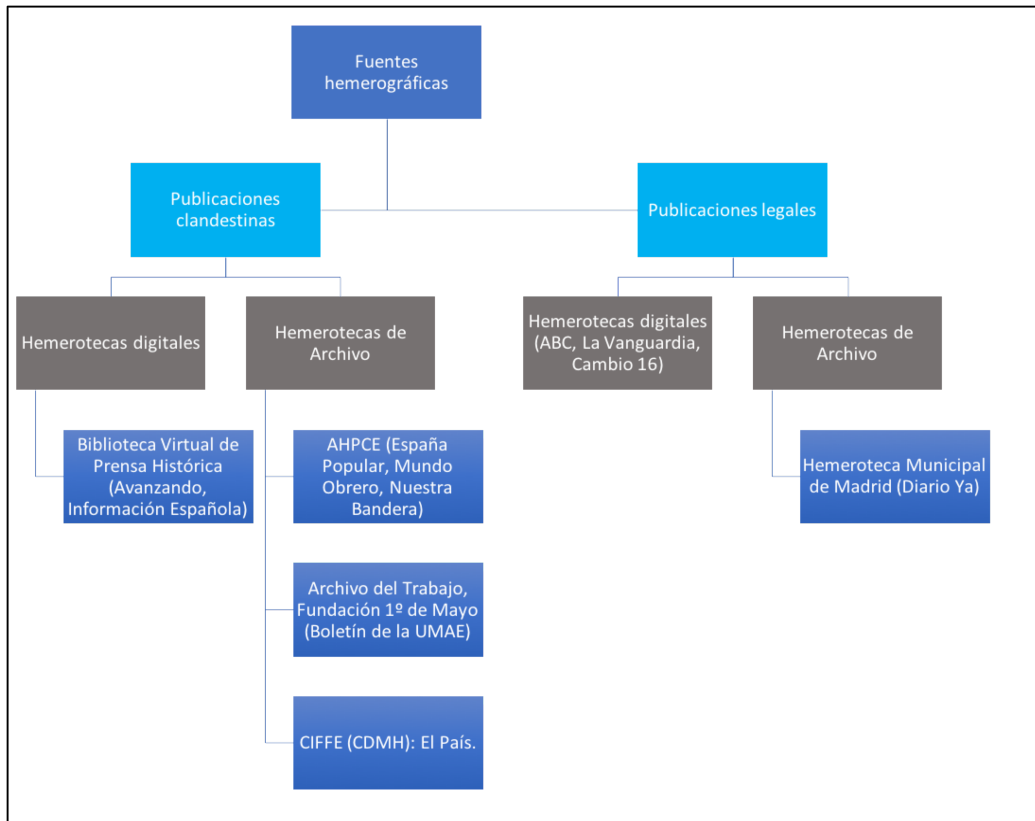 Fuentes
hemerográficas
Publicaciones
clandestinas
Publicaciones legales
Hemerotecas digitales
Hemerotecas de
Archivo
Hemerotecas digitales
(ABC, La Vanguardia,
Cambio 16)
Hemerotecas de
Archivo
Biblioteca Virtual de
Prensa Histórica
(Avanzando,
Información Española)
AHPCE (España
Popular, Mundo
Obrero, Nuestra
Bandera)
Hemeroteca Municipal
de Madrid (Diario Ya)
Archivo del Trabajo,
Fundación 1º de Mayo
(Boletín de la UMAE)
CIFFE (CDMH): El País.